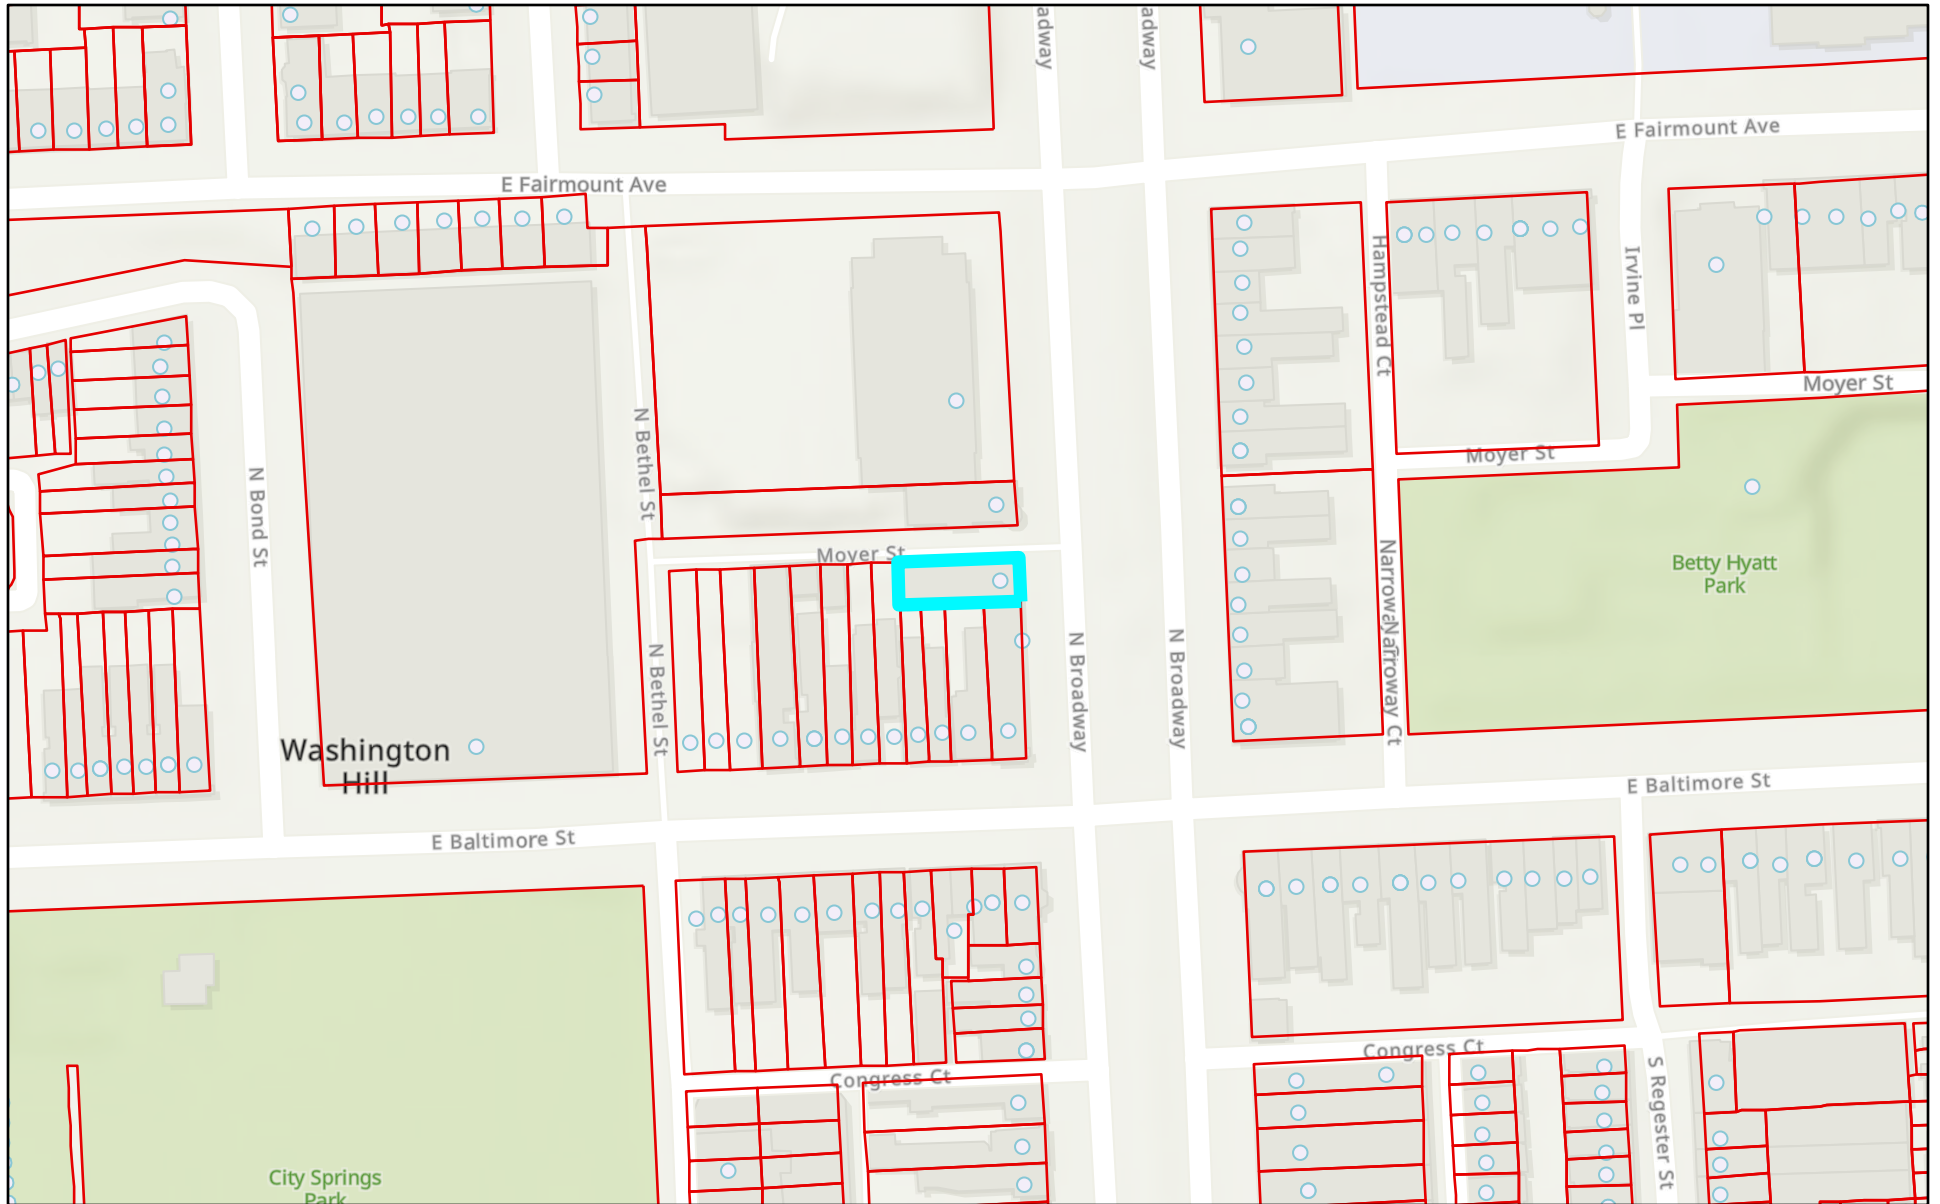 adway
adway
E Fairmount Ave
E Fairmount Ave
Hampstead Ct
Irvine Pl
Moyer St
N Bethel St
Moyer St
N Bond St
Moyer St
Betty Hyatt
Park
N Bethel St
N Broadway
N Broadway
Narroway Ct
Washington
Hill
E Baltimore St
E Baltimore St
Congress Ct
Congress Ct
S Regester St
City Springs
Park